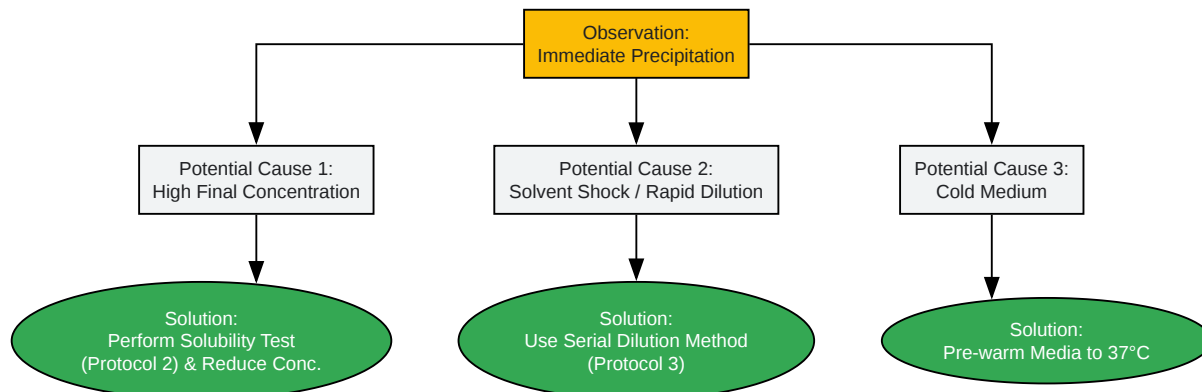 Observation:
Immediate Precipitation
Potential Cause 1:
High Final Concentration
Potential Cause 2:
Solvent Shock / Rapid Dilution
Potential Cause 3:
Cold Medium
Solution:
Perform Solubility Test
(Protocol 2) & Reduce Conc.
Solution:
Use Serial Dilution Method
(Protocol 3)
Solution:
Pre-warm Media to 37°C